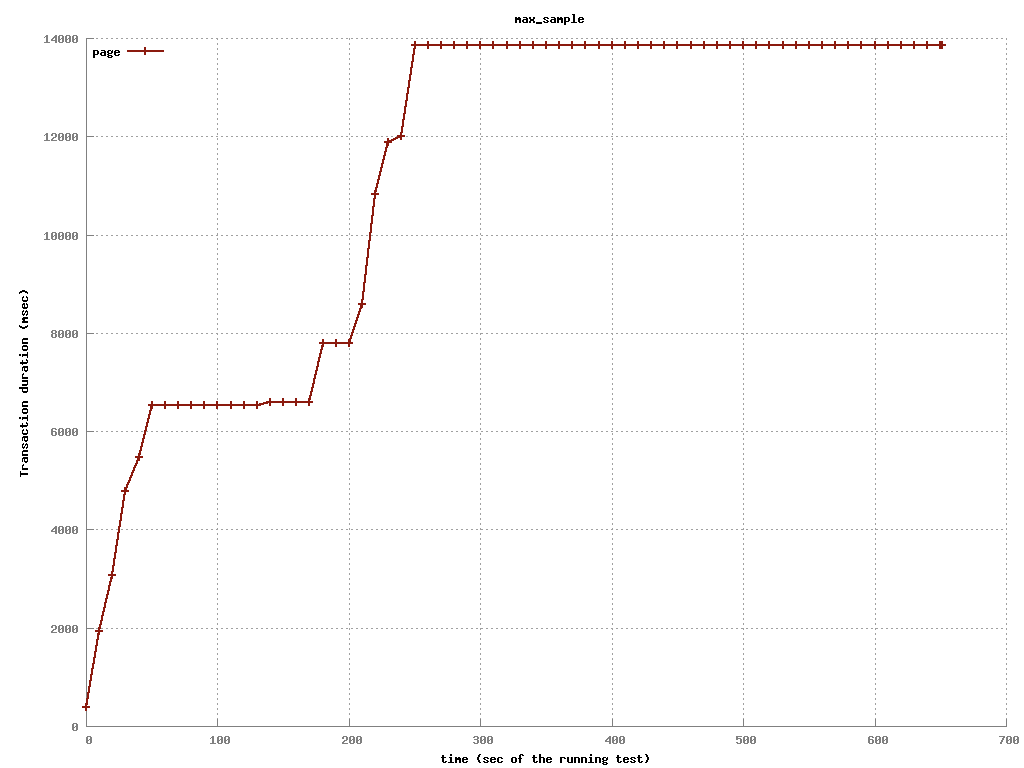 max_sample
page
14000
12000
10000
8000
6000
4000
2000
0
Transaction duration (msec)
0 100 200 300 400 500 600 700
time (sec of the running test)